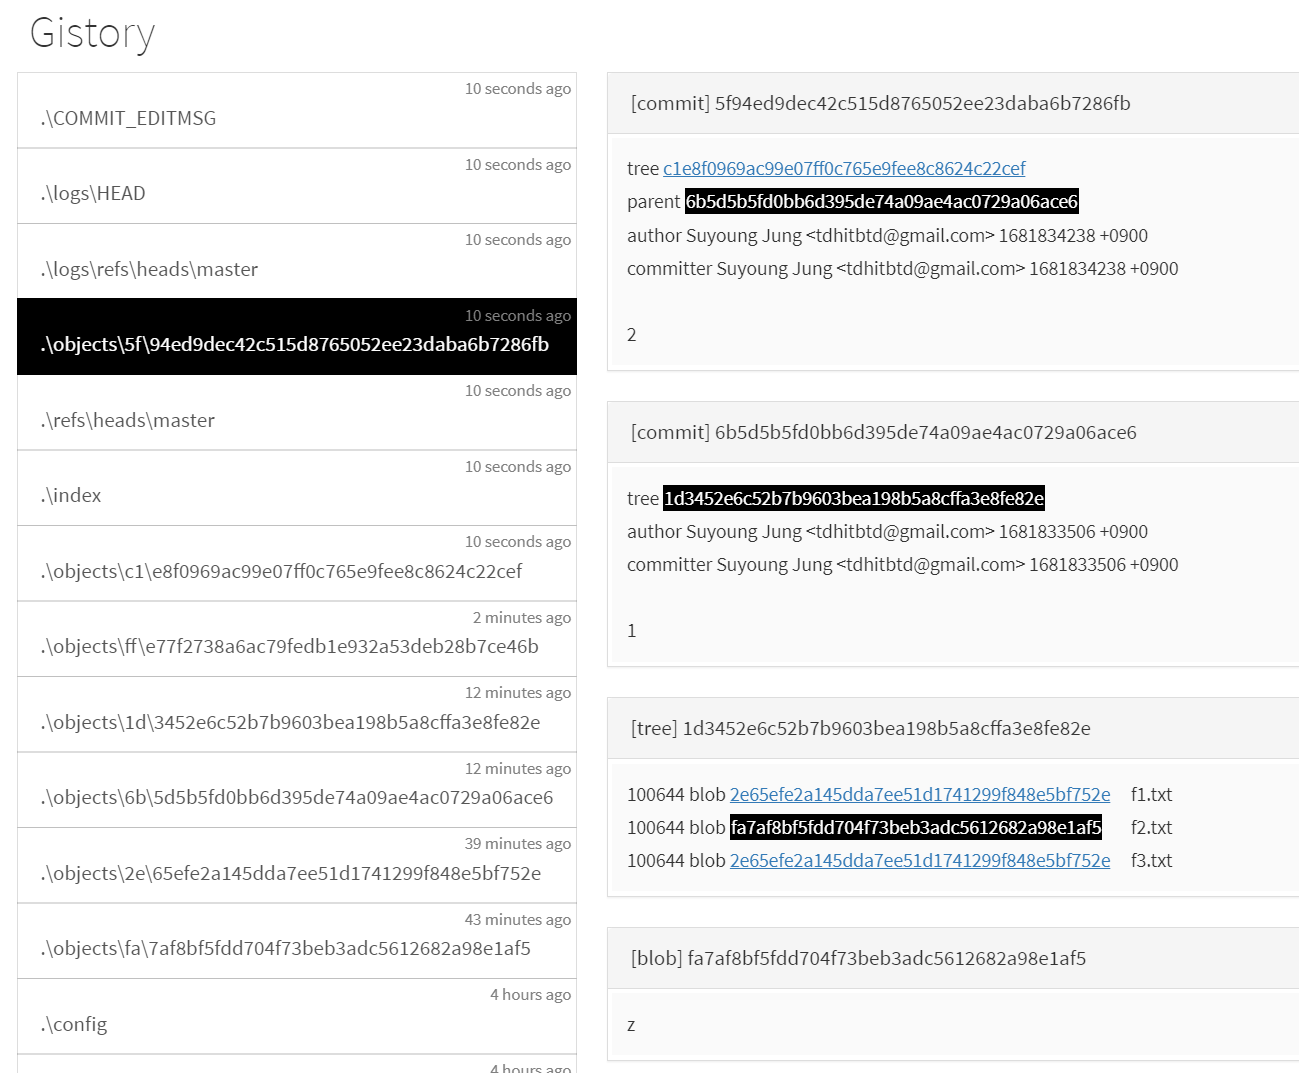 Gistory
10 seconds ago
.\COMMIT_EDITMSG
10 seconds ago
.\logs\HEAD
10 seconds ago
.\logs\refs\heads\master
10 seconds ago
.\objects\5f\94ed9dec42c515d8765052ee23daba6b7286fb
10 seconds ago
.\refs\heads\master
10 seconds ago
.\index
10 seconds ago
.\objects\c1\e8f0969ac99e07ff0c765e9fee8c8624c22cef
2 minutes ago
.\objects\ff\e77f2738a6ac79fedb1e932a53deb28b7ce46b
12 minutes ago
.\objects\1d\3452e6c52b7b9603bea198b5a8cffa3e8fe82e
12 minutes ago
.\objects\6b\5d5b5fd0bb6d395de74a09ae4ac0729a06ace6
39 minutes ago
.\objects\2e\65efe2a145dda7ee51d1741299f848e5bf752e
43 minutes ago
.\objects\fa\7af8bf5fdd704f73beb3adc5612682a98e1af5
4 hours ago
.\config
4 hours ago
[commit] 5f94ed9dec42c515d8765052ee23daba6b7286fb
tree c1e8f0969ac99e07ff0c765e9fee8c8624c22cef
parent 6b5d5b5fd0bb6d395de74a09ae4ac0729a06ace6
author Suyoung Jung <tdhitbtd@gmail.com> 1681834238 +0900
committer Suyoung Jung <tdhitbtd@gmail.com> 1681834238 +0900
2
[commit] 6b5d5b5fd0bb6d395de74a09ae4ac0729a06ace6
tree 1d3452e6c52b7b9603bea198b5a8cffa3e8fe82e
author Suyoung Jung <tdhitbtd@gmail.com> 1681833506 +0900
committer Suyoung Jung <tdhitbtd@gmail.com> 1681833506 +0900
1
[tree] 1d3452e6c52b7b9603bea198b5a8cffa3e8fe82e
100644 blob 2e65efe2a145dda7ee51d1741299f848e5bf752e f1.txt
100644 blob fa7af8bf5fdd704f73beb3adc5612682a98e1af5 f2.txt
100644 blob 2e65efe2a145dda7ee51d1741299f848e5bf752e f3.txt
[blob] fa7af8bf5fdd704f73beb3adc5612682a98e1af5
z